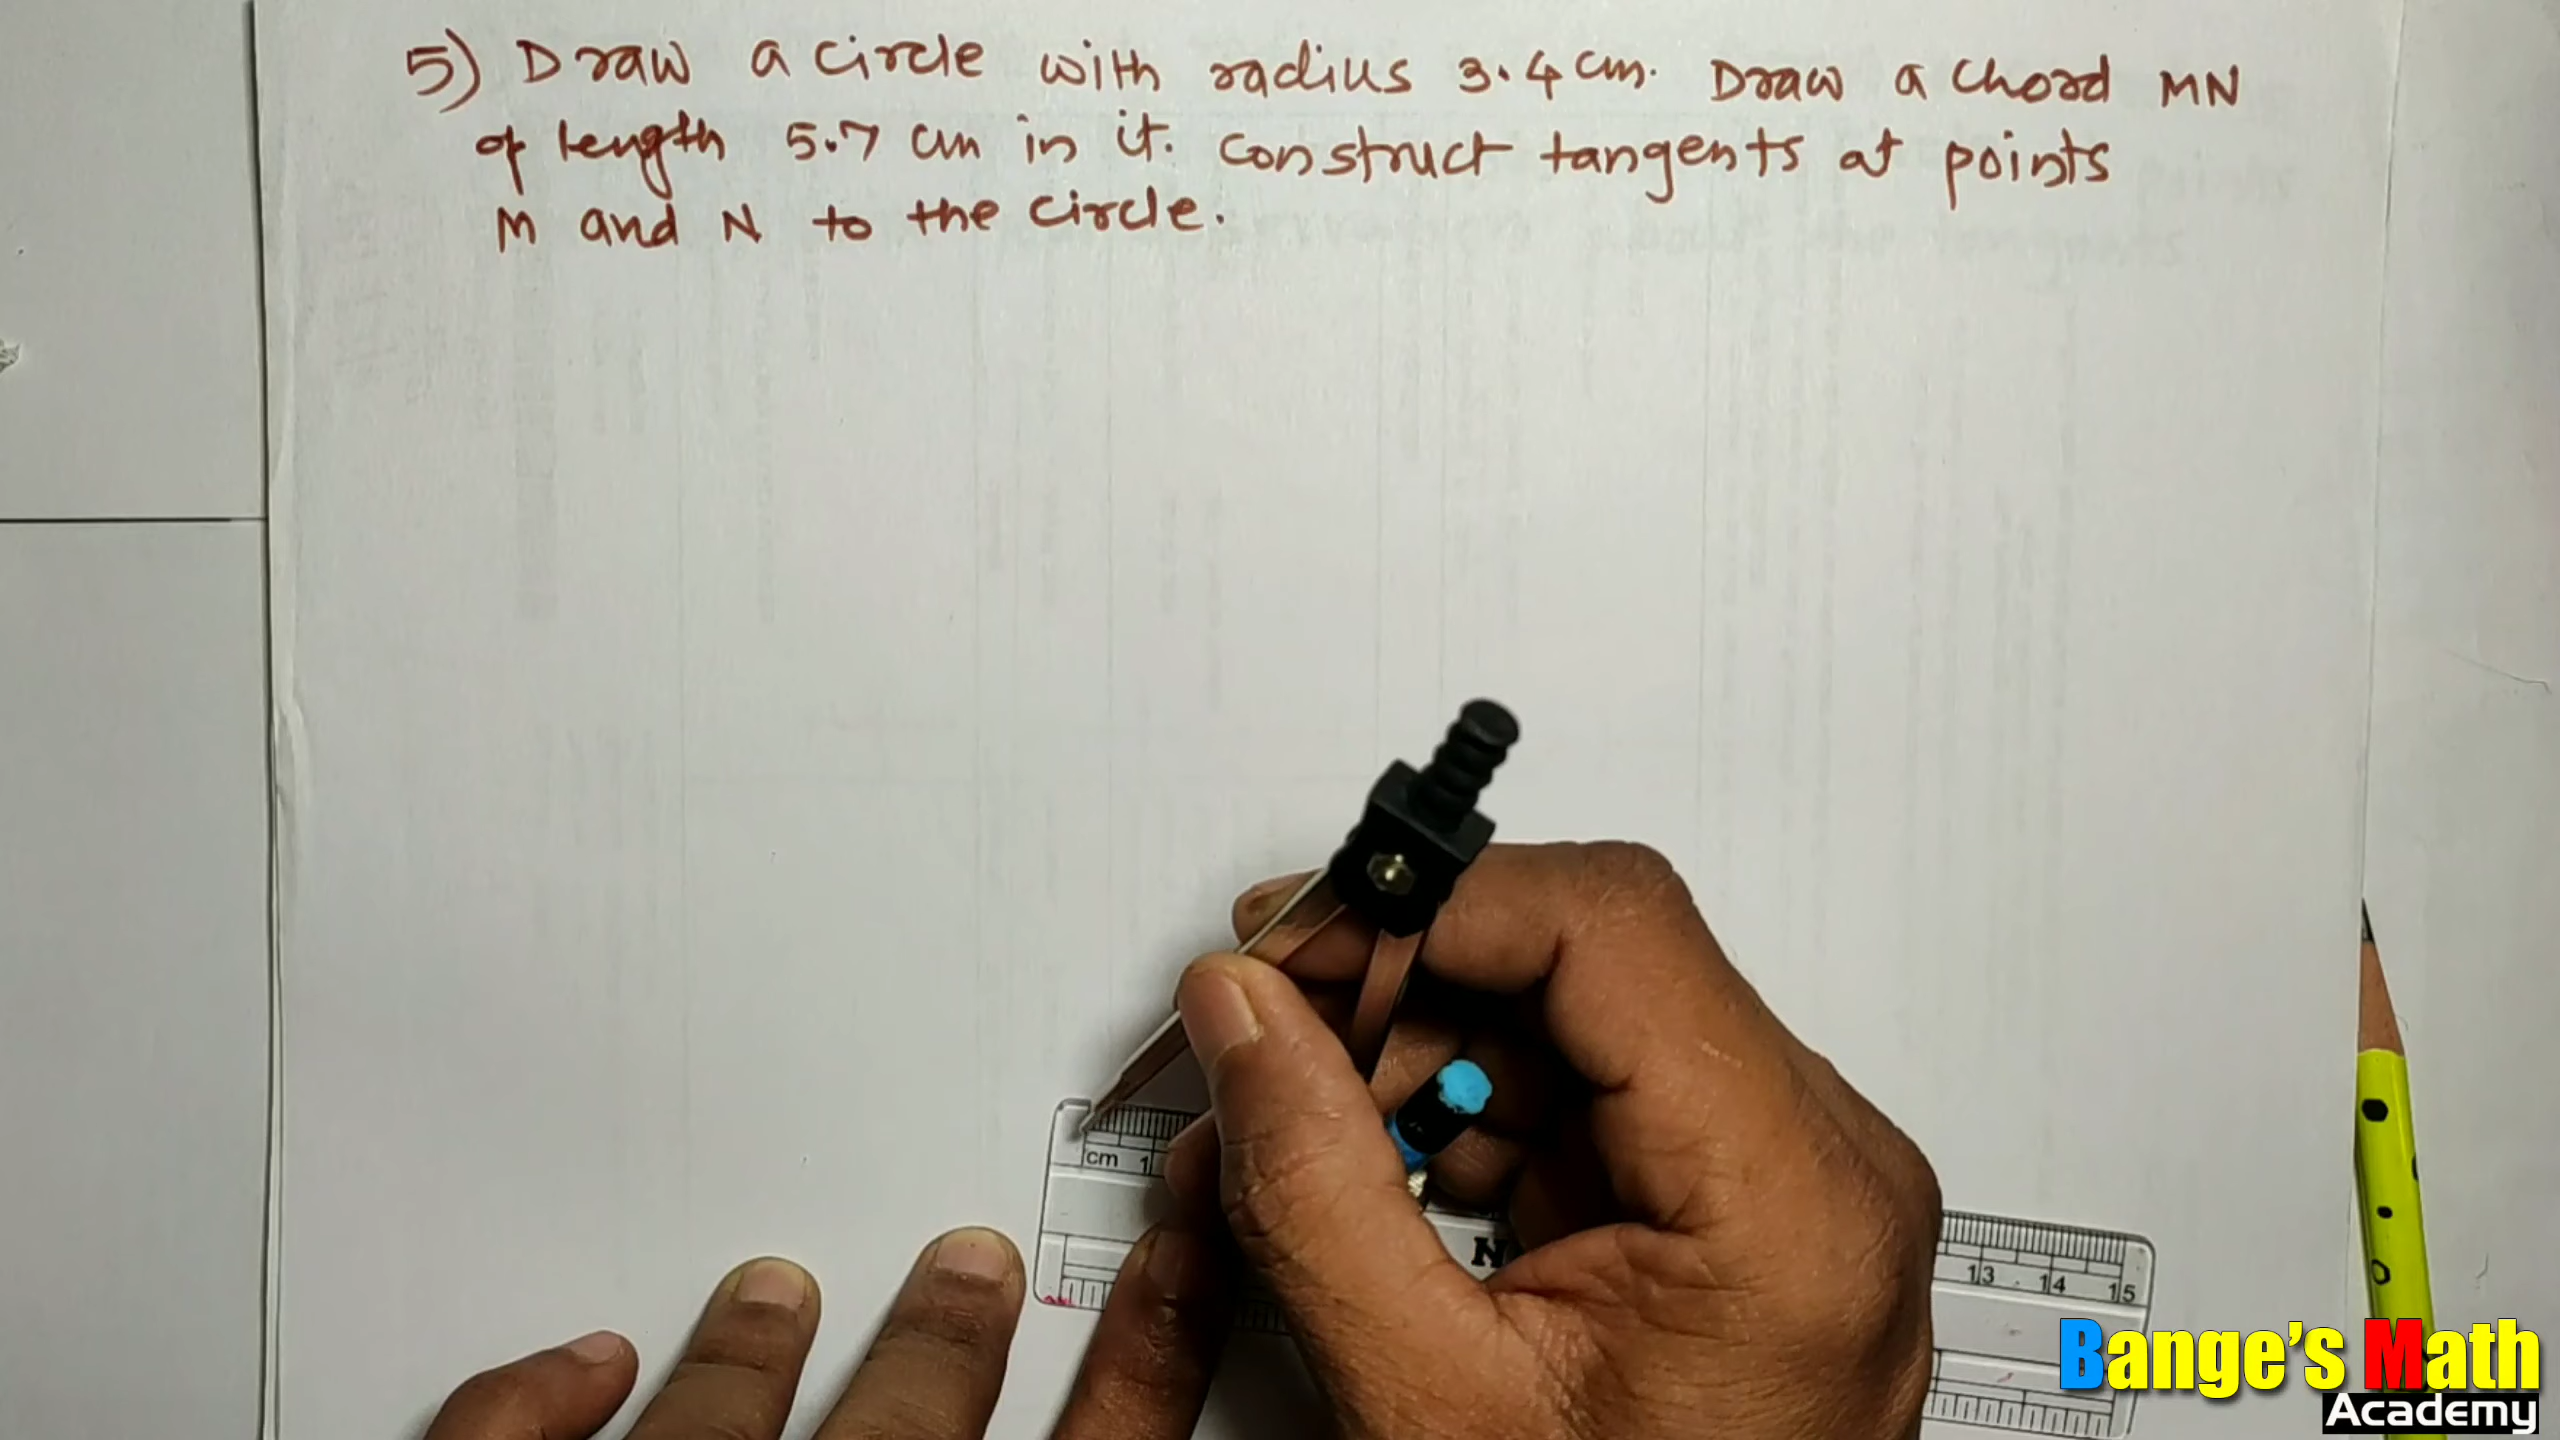 5) Draw a circle with radius 3.4 cm. Draw a chord MN
of length 5.7 cm in it. construct tangents at points
M and N to the circle.
cm 1
N
13 14 15
Bange's Math
Academy